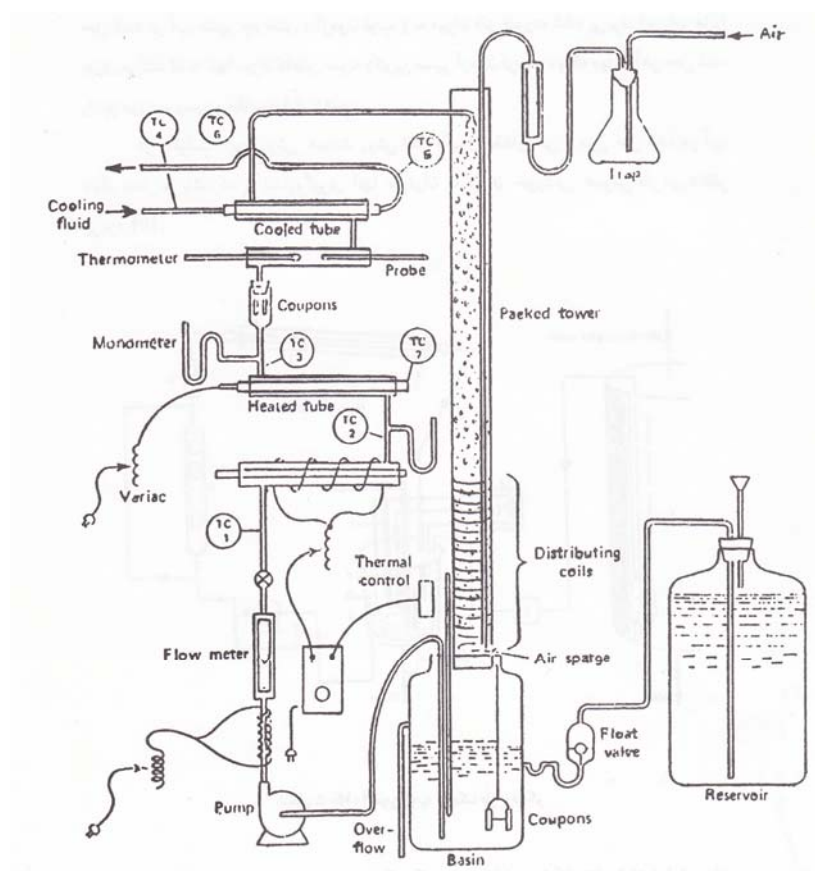 Air
TC
4
TC
6
TC
5
Trap
Cooling
fluid
Cooled tube
Thermometer
Probe
Coupons
Packed tower
Monometer
TC
3
TC
7
Heated tube
TC
2
Variac
TC
1
Thermal
control
Distributing
coils
Flow meter
Air sparge
Float
valve
Pump
Over-
flow
Coupons
Reservoir
Basin